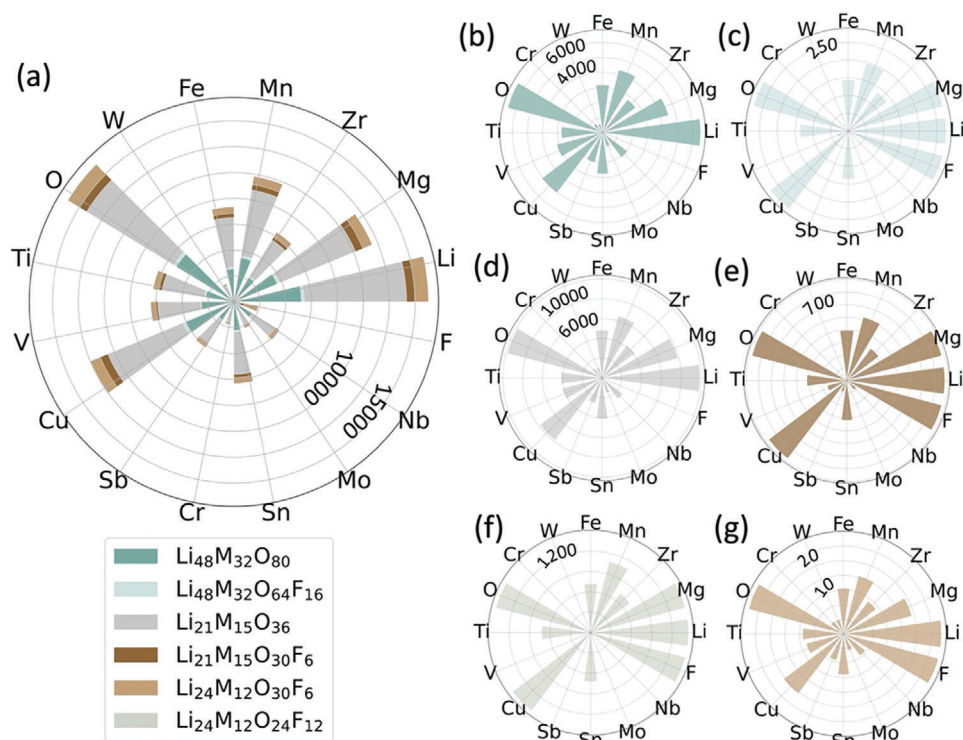 (a)
Fe
Mn
W
Zr
O
Mg
Ti
Li
V
F
Cu
Nb
Sb
Mo
Cr
Sn
10000
15000
Li₄₈M₃₂O₈₀
Li₄₈M₃₂O₆₄F₁₆
Li₂₁M₁₅O₃₆
Li₂₁M₁₅O₃₀F₆
Li₂₄M₁₂O₃₀F₆
Li₂₄M₁₂O₂₄F₁₂
(b)
Fe
W
Mn
Cr
Zr
O
Mg
Ti
Li
V
F
Cu
Nb
Sb
Mo
Sn
6000
4000
(c)
Fe
W
Mn
Cr
Zr
O
Mg
Ti
Li
V
F
Cu
Nb
Sb
Mo
Sn
250
(d)
Fe
W
Mn
Cr
Zr
O
Mg
Ti
Li
V
F
Cu
Nb
Sb
Mo
Sn
10000
6000
(e)
Fe
W
Mn
Cr
Zr
O
Mg
Ti
Li
V
F
Cu
Nb
Sb
Mo
Sn
700
(f)
Fe
W
Mn
Cr
Zr
O
Mg
Ti
Li
V
F
Cu
Nb
Sb
Mo
Sn
1200
(g)
Fe
W
Mn
Cr
Zr
O
Mg
Ti
Li
V
F
Cu
Nb
Sb
Mo
Sn
20
10